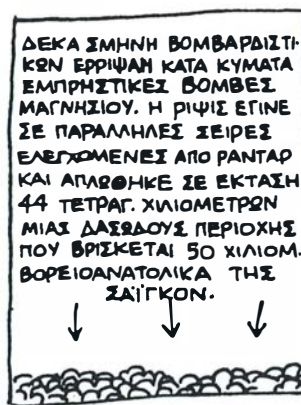 ΔΕΚΑ ΣΜΗΝΗ ΒΟΜΒΑΡΔΙΣΤΙ-
ΚΩΝ ΕΡΡΙΨΑΝ ΚΑΤΑ ΚΥΜΑΤΑ
ΕΜΠΡΗΣΤΙΚΕΣ ΒΟΜΒΕΣ
ΜΑΓΝΗΣΙΟΥ. Η ΡΙΨΙΣ ΕΓΙΝΕ
ΣΕ ΠΑΡΑΛΛΗΛΕΣ ΣΕΙΡΕΣ
ΕΛΕΓΧΟΜΕΝΕΣ ΑΠΟ ΡΑΝΤΑΡ
ΚΑΙ ΑΠΛΩΘΗΚΕ ΣΕ ΕΚΤΑΣΗ
44 ΤΕΤΡΑΓ. ΧΙΛΙΟΜΕΤΡΩΝ
ΜΙΑΣ ΔΑΣΩΔΟΥΣ ΠΕΡΙΟΧΗΣ
ΠΟΥ ΒΡΙΣΚΕΤΑΙ 50 ΧΙΛΙΟΜ.
ΒΟΡΕΙΟΑΝΑΤΟΛΙΚΑ ΤΗΣ
ΣΑΪΓΚΟΝ.